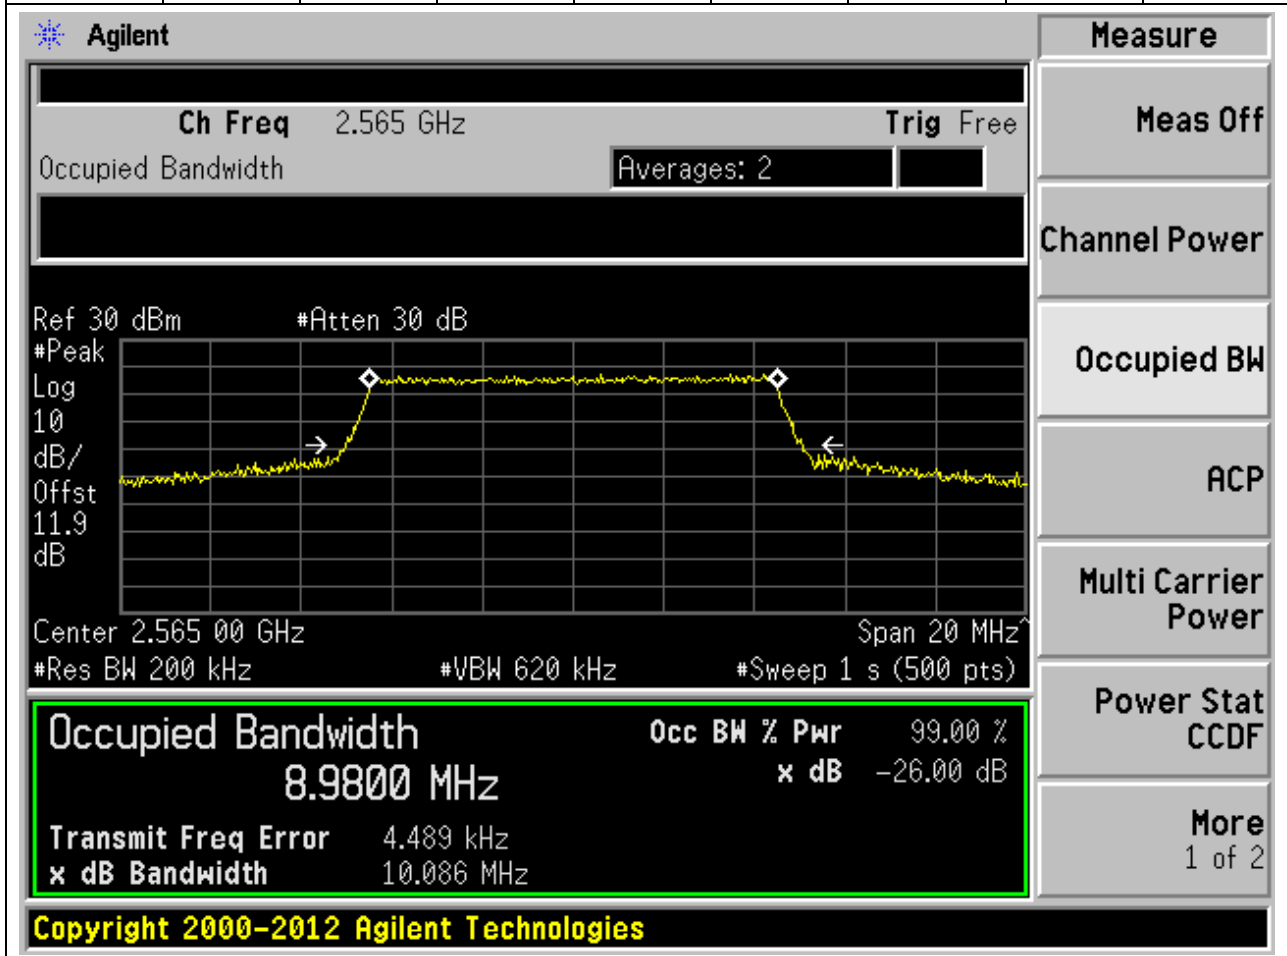 Agilent
Measure
Ch Freq 2.565 GHz Trig Free
Occupied Bandwidth Averages: 2
Ref 30 dBm #Atten 30 dB
#Peak
Log
10
dB/
Offst
11.9
dB
Center 2.565 00 GHz Span 20 MHz^
#Res BW 200 kHz #VBW 620 kHz #Sweep 1 s (500 pts)
Occupied Bandwidth Occ BW % Pwr 99.00 %
8.9800 MHz x dB -26.00 dB
Transmit Freq Error 4.489 kHz
x dB Bandwidth 10.086 MHz
Copyright 2000-2012 Agilent Technologies
Meas Off
Channel Power
Occupied BW
ACP
Multi Carrier
Power
Power Stat
CCDF
More
1 of 2